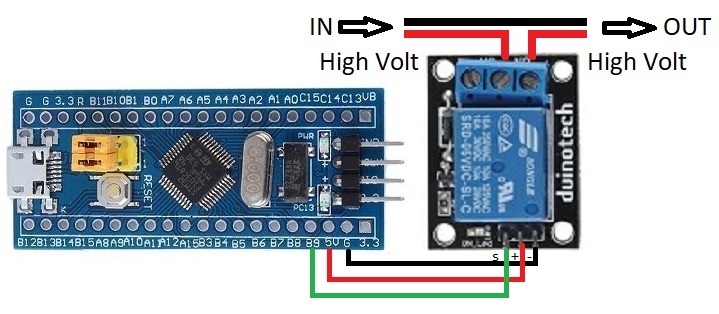 IN OUT
High Volt High Volt
G G 3.3 R B11 B10 B1 B0 A7 A6 A5 A4 A3 A2 A1 A0 C15 C14 C13 VB
PWR
RESET
PC13
B12 B13 B14 B15 A8 A9 A10 A11 A12 A15 B3 B4 B5 B6 B7 B8 B9 5V G 3.3
SONGLE
SRD-05VDC-SL-C
duinotech
S + -